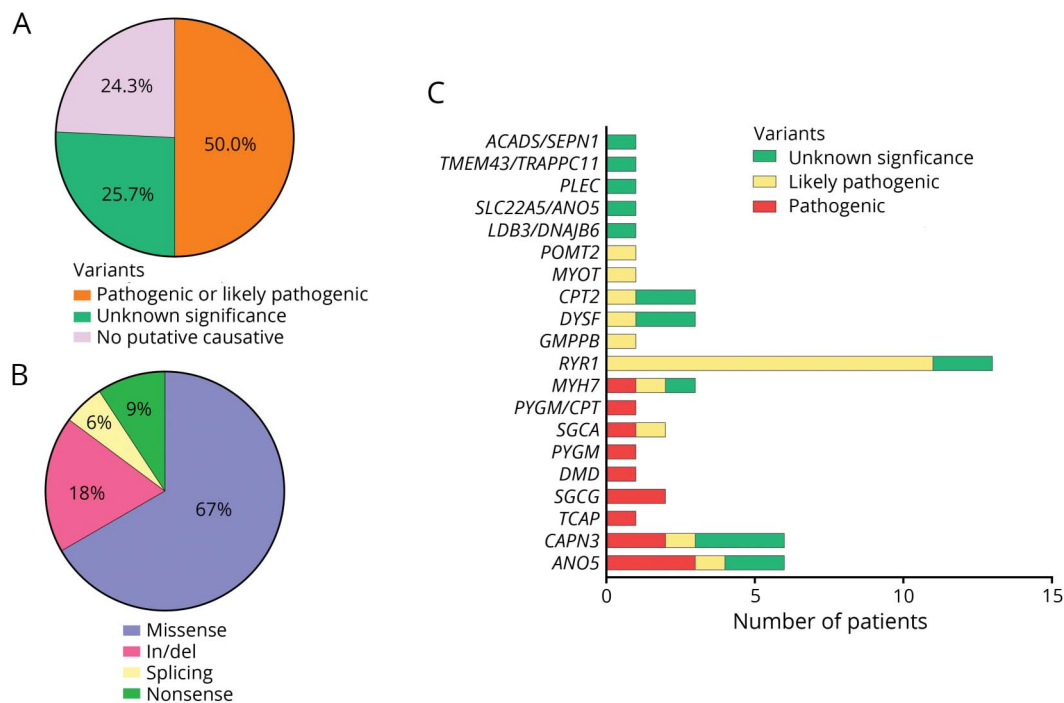 A
24.3%
50.0%
25.7%
Variants
Pathogenic or likely pathogenic
Unknown significance
No putative causative
B
9%
6%
18%
67%
Missense
In/del
Splicing
Nonsense
C
Variants
Unknown signficance
Likely pathogenic
Pathogenic
ACADS/SEPN1
TMEM43/TRAPPC11
PLEC
SLC22A5/ANO5
LDB3/DNAJB6
POMT2
MYOT
CPT2
DYSF
GMPPB
RYR1
MYH7
PYGM/CPT
SGCA
PYGM
DMD
SGCG
TCAP
CAPN3
ANO5
0 5 10 15
Number of patients